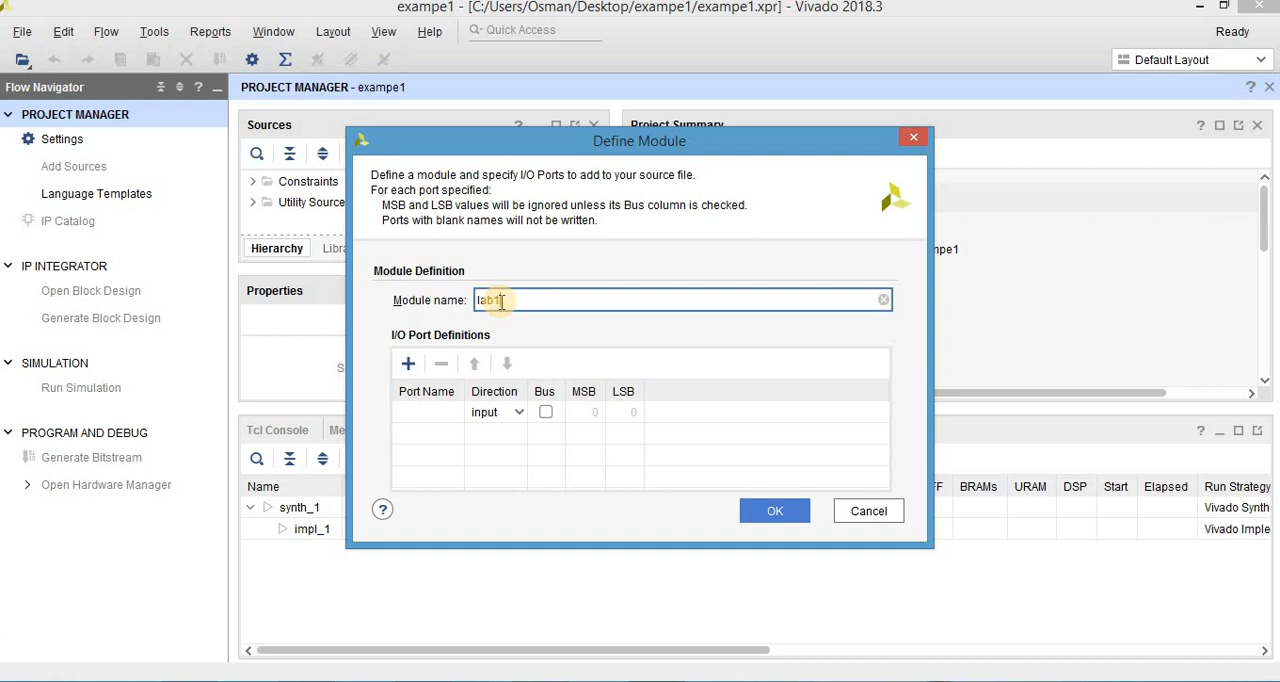 exampe1 - [C:/Users/Osman/Desktop/exampe1/exampe1.xpr] - Vivado 2018.3
File Edit Flow Tools Reports Window Layout View Help Quick Access Ready
Default Layout
Flow Navigator
PROJECT MANAGER - exampe1
PROJECT MANAGER
Settings
Add Sources
Language Templates
IP Catalog
IP INTEGRATOR
Open Block Design
Generate Block Design
SIMULATION
Run Simulation
PROGRAM AND DEBUG
Generate Bitstream
Open Hardware Manager
Sources
Project Summary
Constraints
Utility Source
Hierarchy Libra
Properties
mpe1
Define Module
Define a module and specify I/O Ports to add to your source file.
For each port specified:
MSB and LSB values will be ignored unless its Bus column is checked.
Ports with blank names will not be written.
Module Definition
Module name: lab1
I/O Port Definitions
Port Name Direction Bus MSB LSB
input 0 0
OK Cancel
Tcl Console Me
Name FF BRAMs URAM DSP Start Elapsed Run Strategy
synth_1 Vivado Synth
impl_1 Vivado Imple